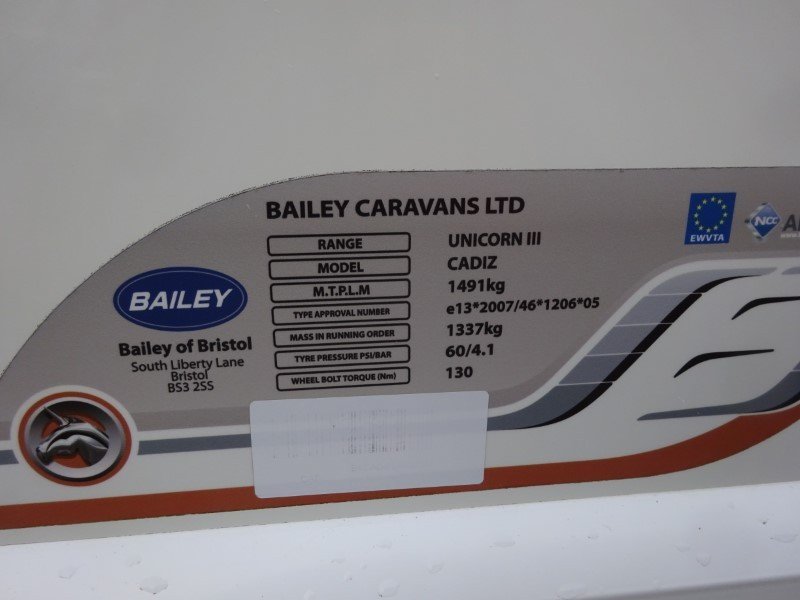 BAILEY CARAVANS LTD
RANGE UNICORN III
MODEL CADIZ
M.T.P.L.M 1491kg
TYPE APPROVAL NUMBER e13*2007/46*1206*05
MASS IN RUNNING ORDER 1337kg
TYRE PRESSURE PSI/BAR 60/4.1
WHEEL BOLT TORQUE (Nm) 130
BAILEY
Bailey of Bristol
South Liberty Lane
Bristol
BS3 2SS
EWVTA
NCC